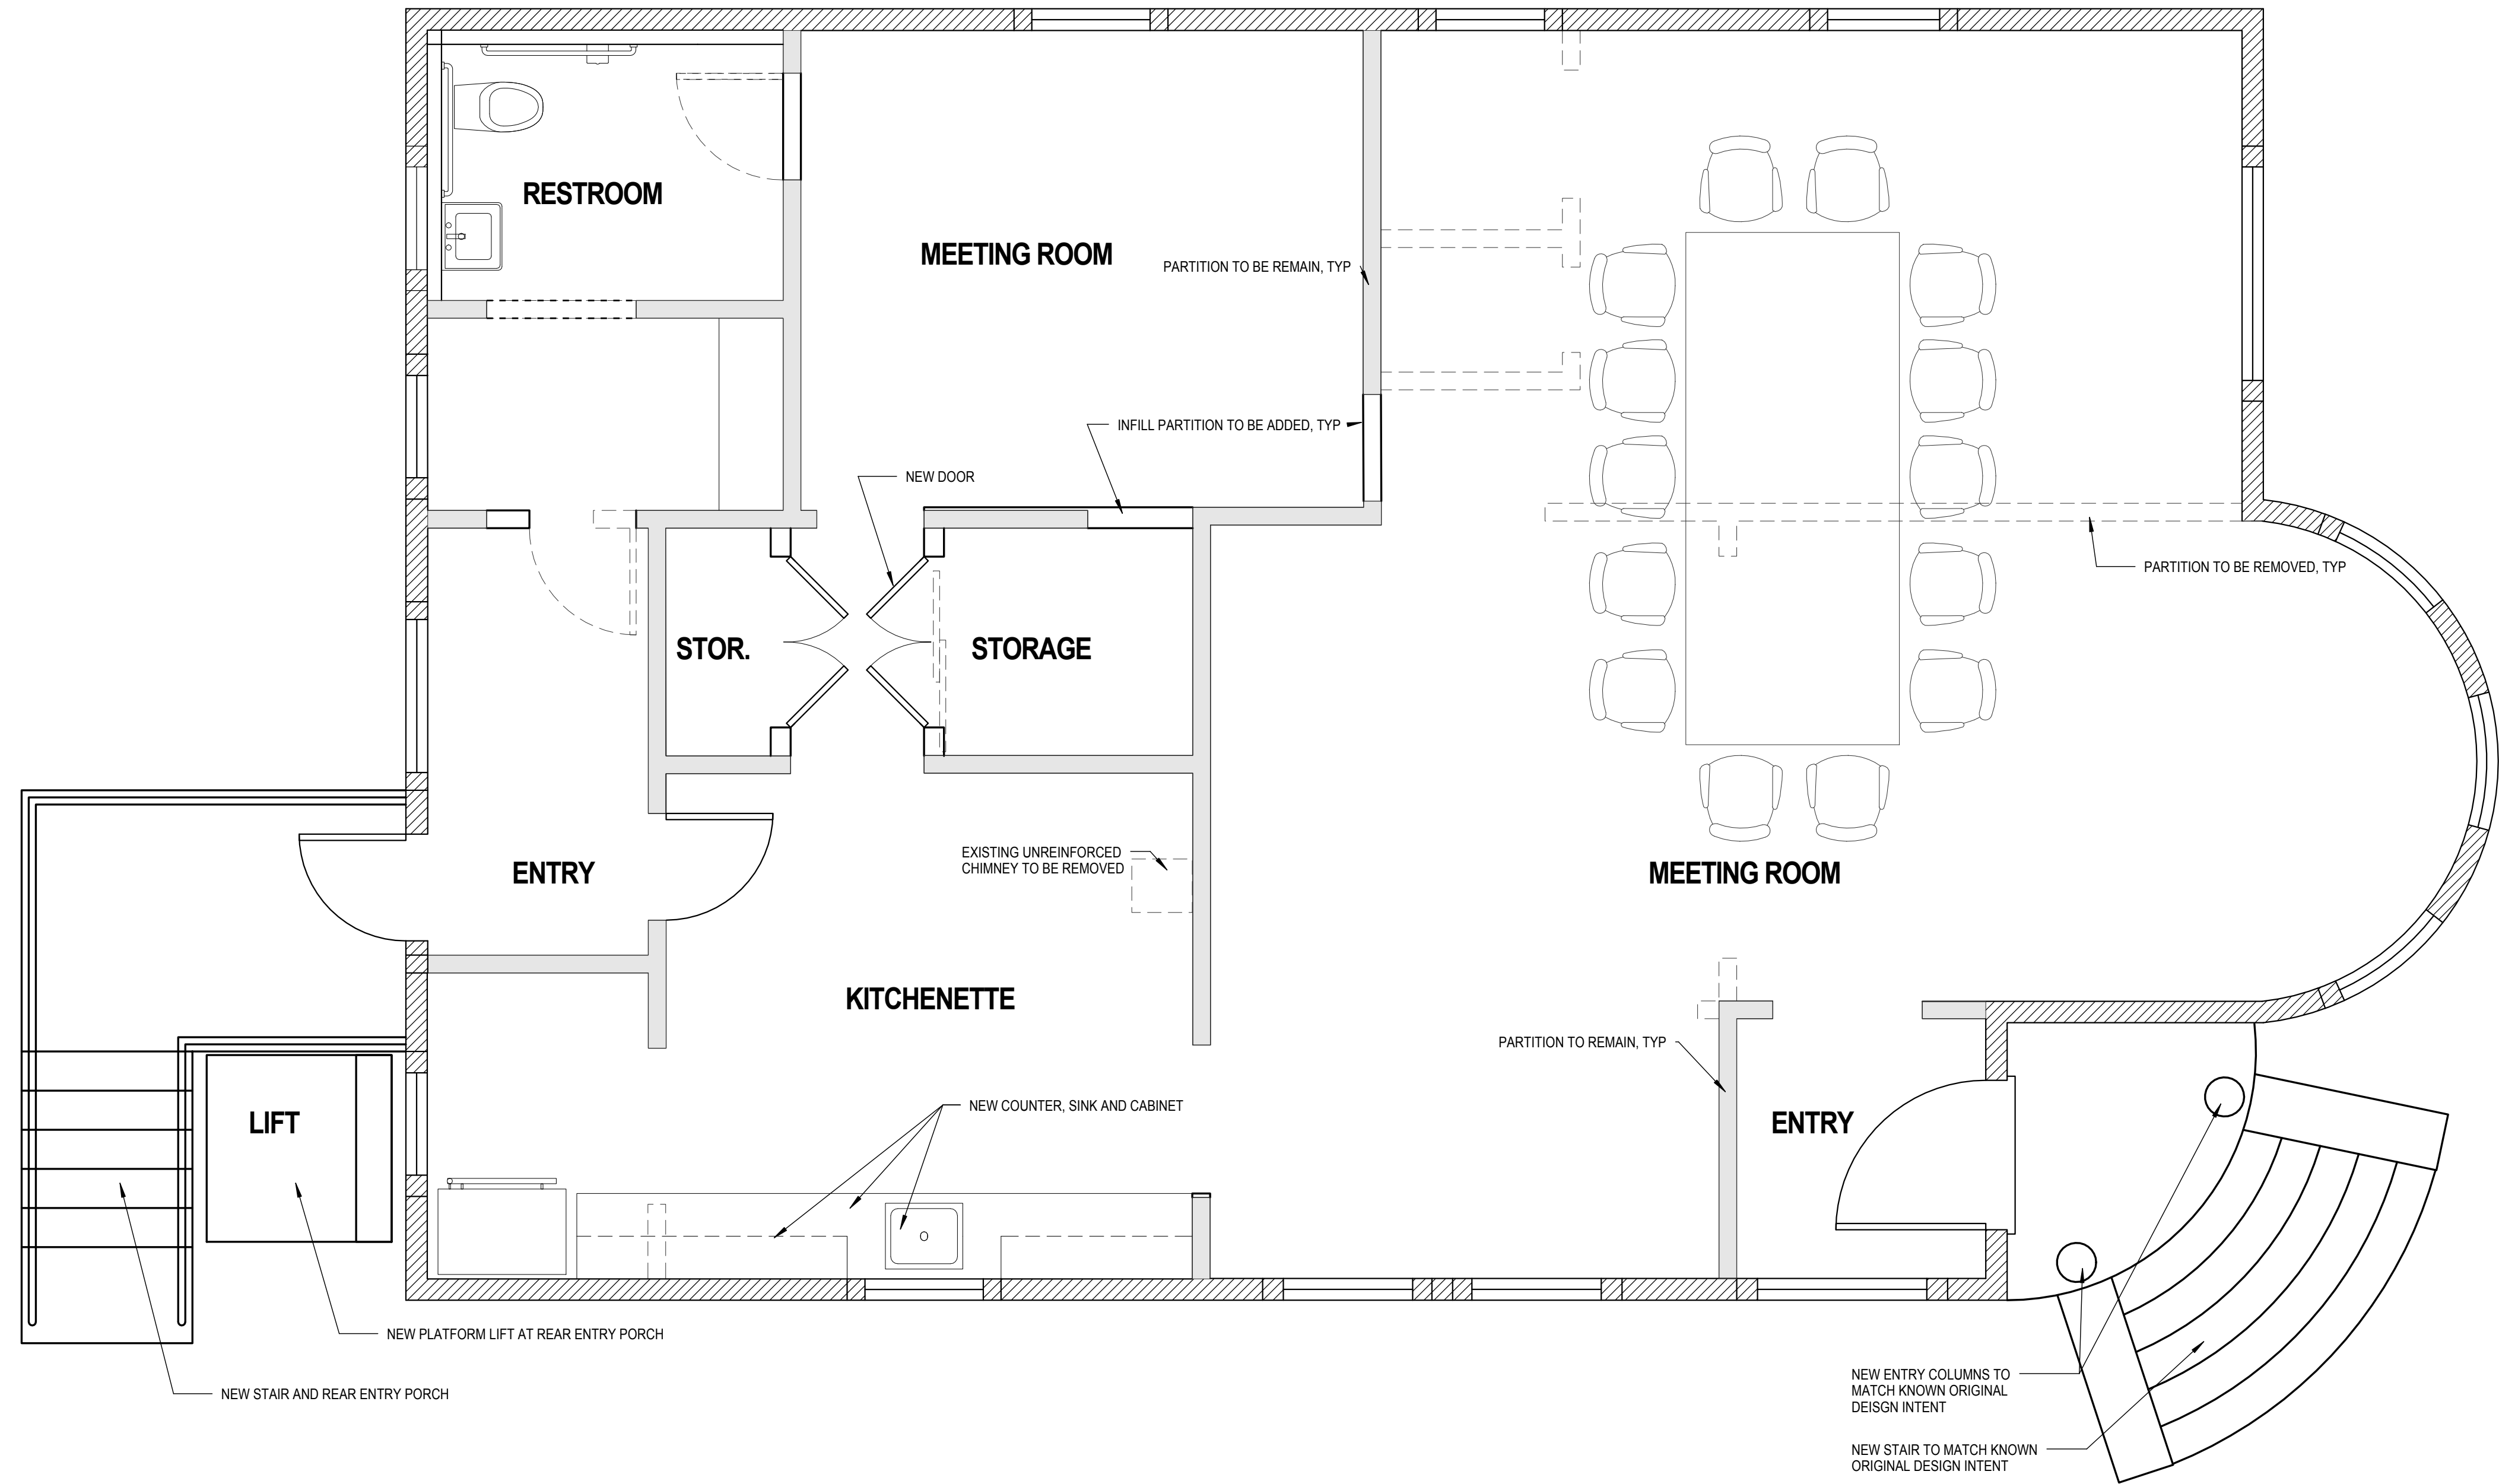 RESTROOM
MEETING ROOM
PARTITION TO BE REMAIN, TYP
INFILL PARTITION TO BE ADDED, TYP
NEW DOOR
PARTITION TO BE REMOVED, TYP
STOR.
STORAGE
EXISTING UNREINFORCED
CHIMNEY TO BE REMOVED
ENTRY
MEETING ROOM
KITCHENETTE
PARTITION TO REMAIN, TYP
LIFT
NEW COUNTER, SINK AND CABINET
ENTRY
NEW PLATFORM LIFT AT REAR ENTRY PORCH
NEW STAIR AND REAR ENTRY PORCH
NEW ENTRY COLUMNS TO
MATCH KNOWN ORIGINAL
DEISGN INTENT
NEW STAIR TO MATCH KNOWN
ORIGINAL DESIGN INTENT